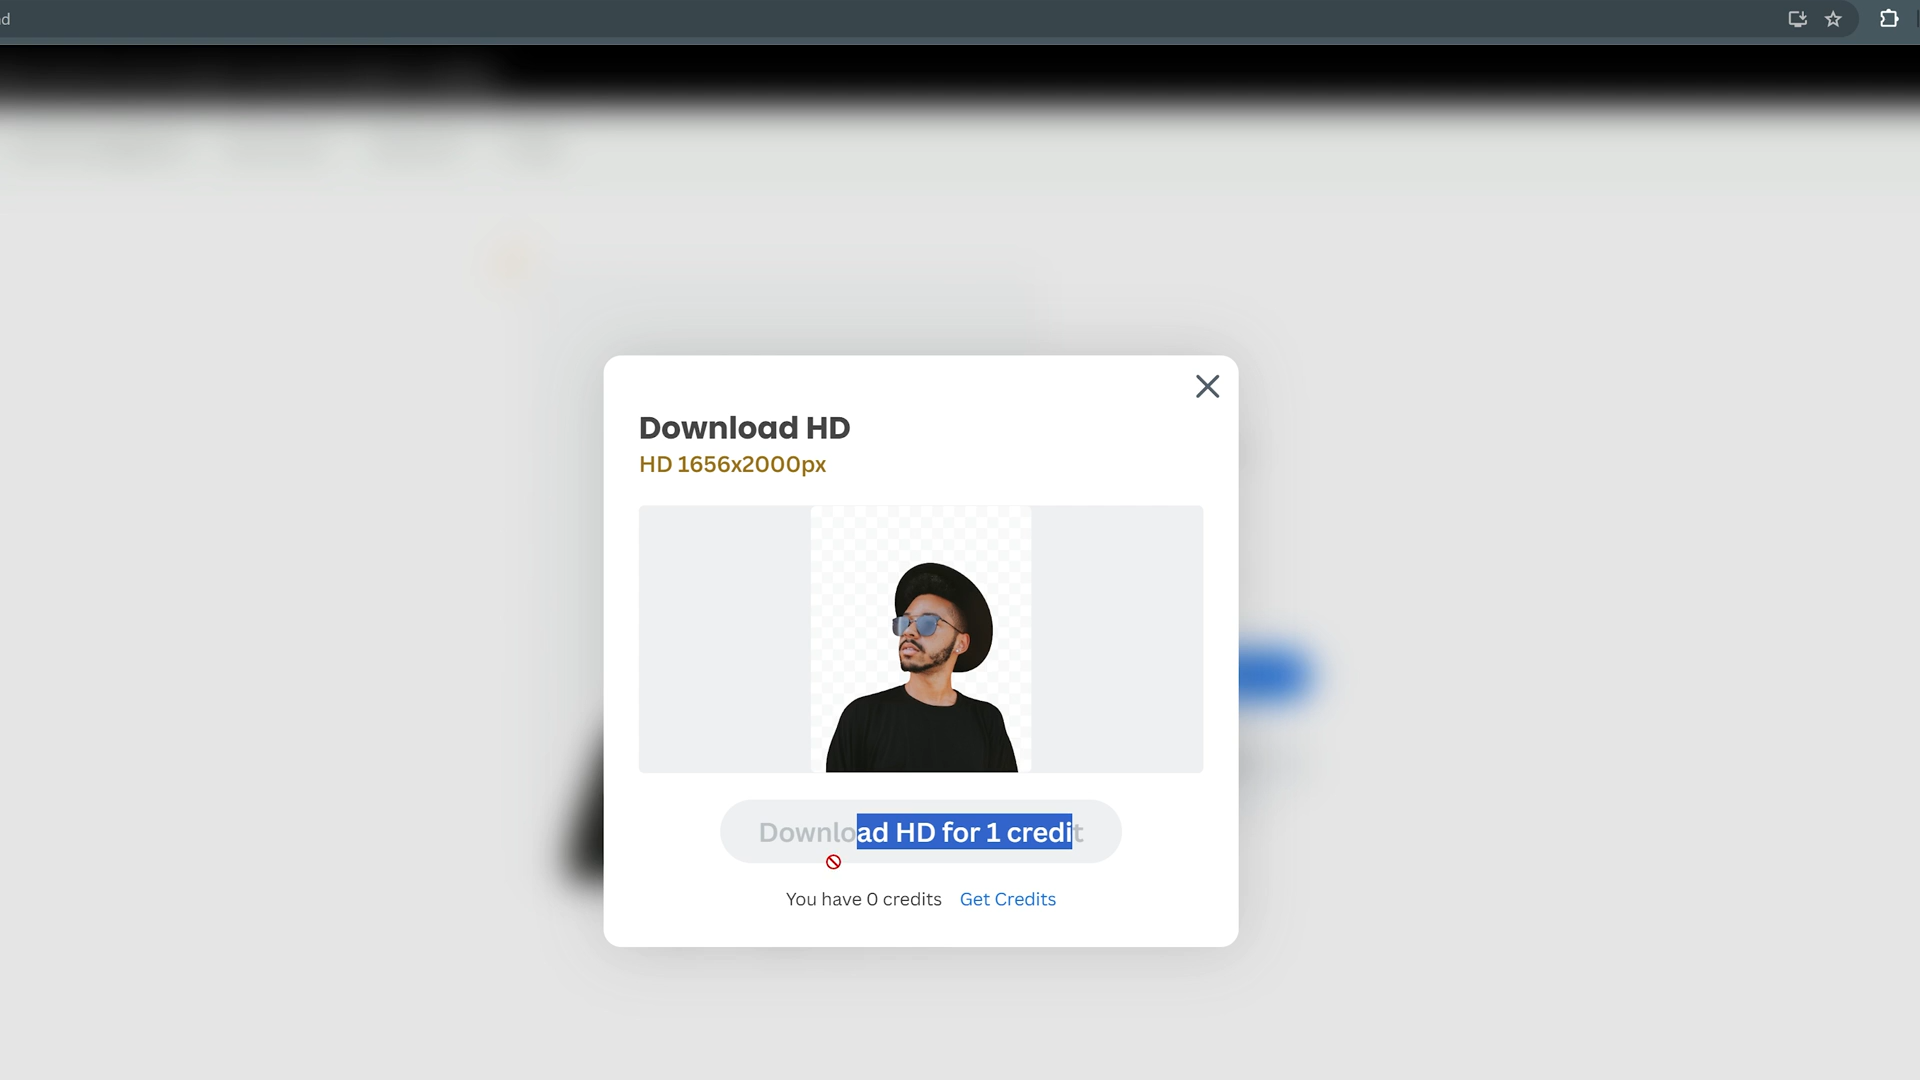 d
Download HD
HD 1656x2000px
Download HD for 1 credit
You have 0 credits Get Credits